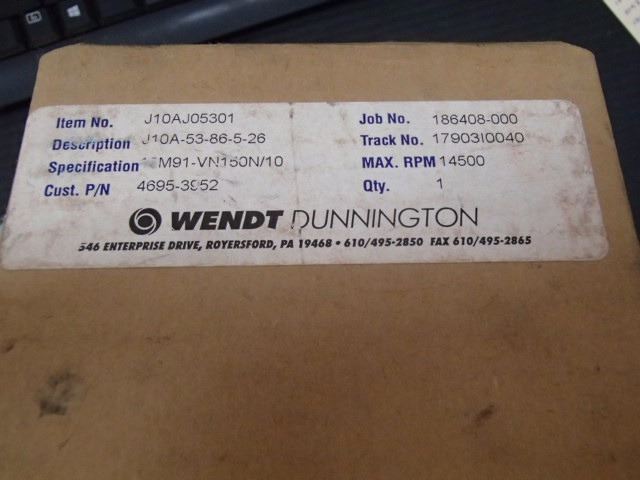 Item No. J10AJ05301 Job No. 186408-000
Description J10A-53-86-5-26 Track No. 1790310040
Specification MAX. RPM 14500
Cust. P/N 4695-3952 Qty. 1
WENDT DUNNINGTON
546 ENTERPRISE DRIVE, ROYERSFORD, PA 19468 • 610/495-2850 FAX 610/495-2865